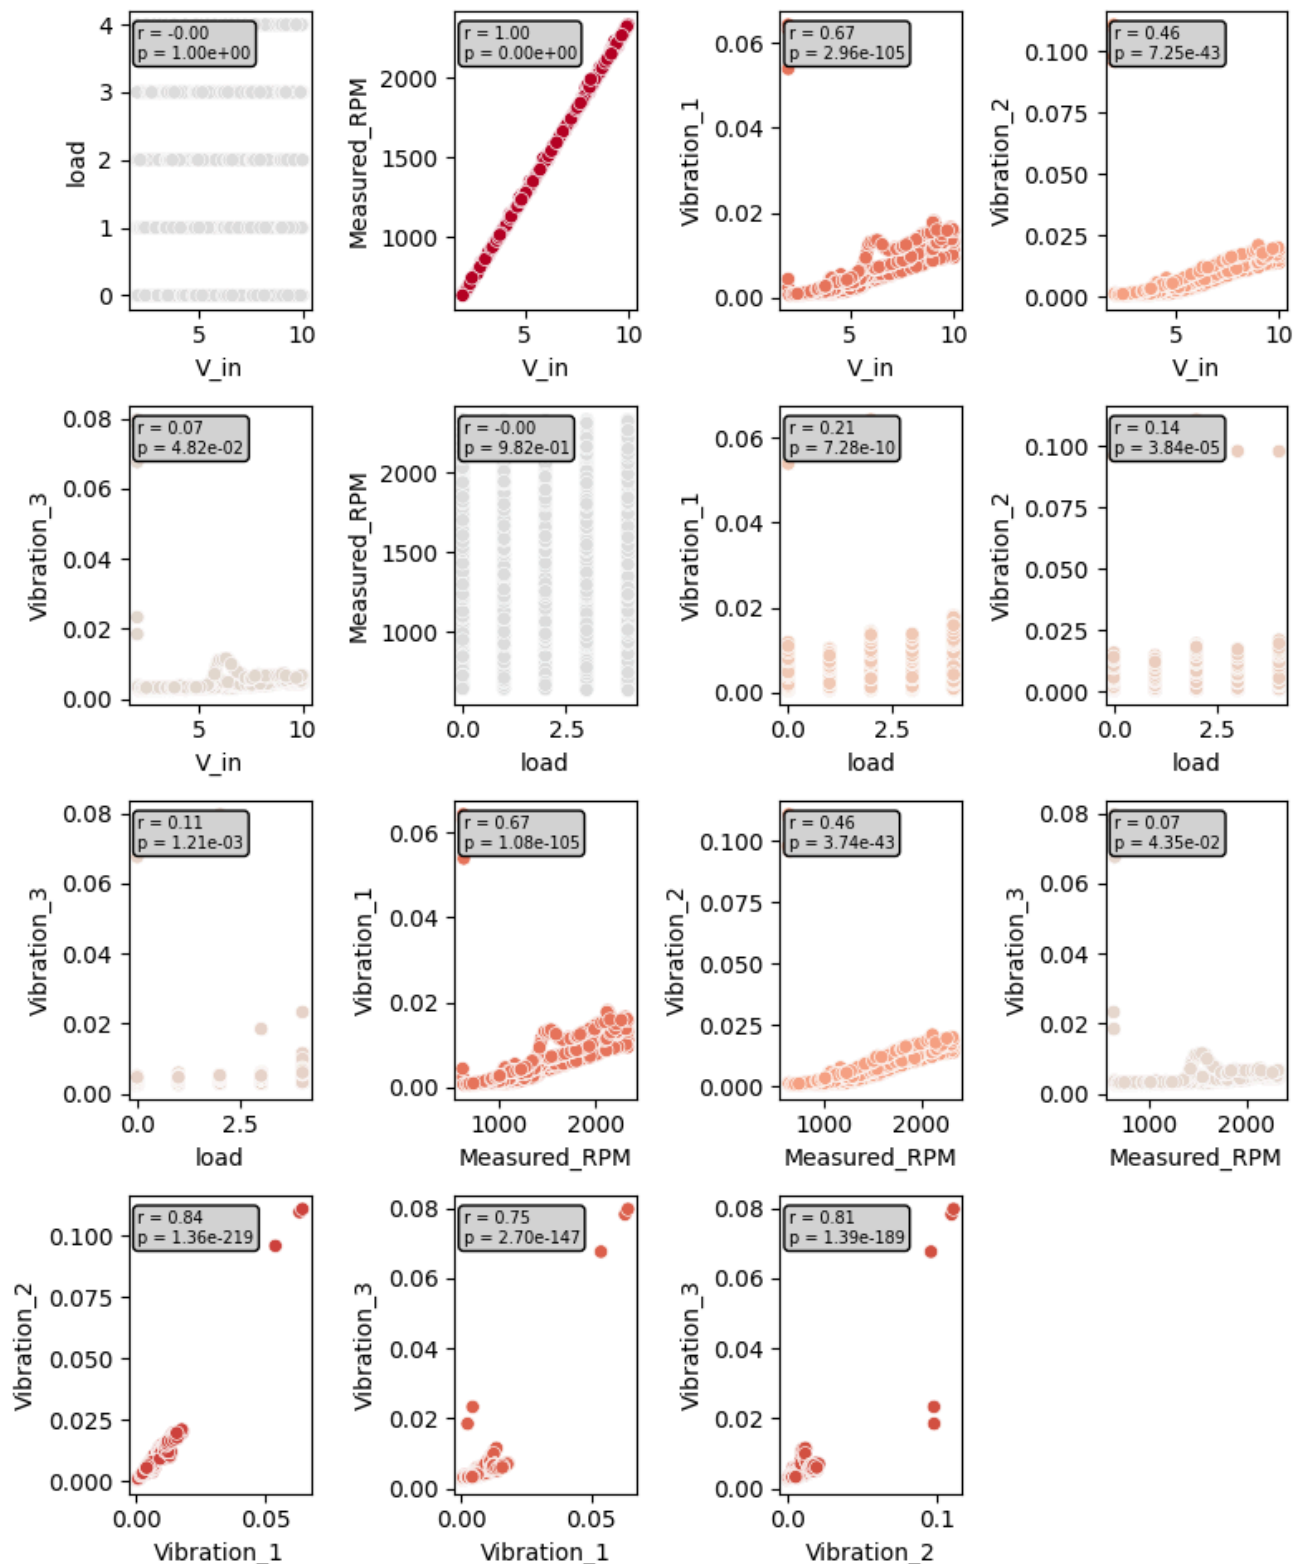 r = -0.00
p = 1.00e+00
load
4
3
2
1
0
5
10
V_in
r = 1.00
p = 0.00e+00
Measured_RPM
2000
1500
1000
5
10
V_in
r = 0.67
p = 2.96e-105
Vibration_1
0.06
0.04
0.02
0.00
5
10
V_in
r = 0.46
p = 7.25e-43
Vibration_2
0.100
0.075
0.050
0.025
0.000
5
10
V_in
r = 0.07
p = 4.82e-02
Vibration_3
0.08
0.06
0.04
0.02
0.00
5
10
V_in
r = -0.00
p = 9.82e-01
Measured_RPM
2000
1500
1000
0.0
2.5
load
r = 0.21
p = 7.28e-10
Vibration_1
0.06
0.04
0.02
0.00
0.0
2.5
load
r = 0.14
p = 3.84e-05
Vibration_2
0.100
0.075
0.050
0.025
0.000
0.0
2.5
load
r = 0.11
p = 1.21e-03
Vibration_3
0.08
0.06
0.04
0.02
0.00
0.0
2.5
load
r = 0.67
p = 1.08e-105
Vibration_1
0.06
0.04
0.02
0.00
1000
2000
Measured_RPM
r = 0.46
p = 3.74e-43
Vibration_2
0.100
0.075
0.050
0.025
0.000
1000
2000
Measured_RPM
r = 0.07
p = 4.35e-02
Vibration_3
0.08
0.06
0.04
0.02
0.00
1000
2000
Measured_RPM
r = 0.84
p = 1.36e-219
Vibration_2
0.100
0.075
0.050
0.025
0.000
0.00
0.05
Vibration_1
r = 0.75
p = 2.70e-147
Vibration_3
0.08
0.06
0.04
0.02
0.00
0.00
0.05
Vibration_1
r = 0.81
p = 1.39e-189
Vibration_3
0.08
0.06
0.04
0.02
0.00
0.0
0.1
Vibration_2